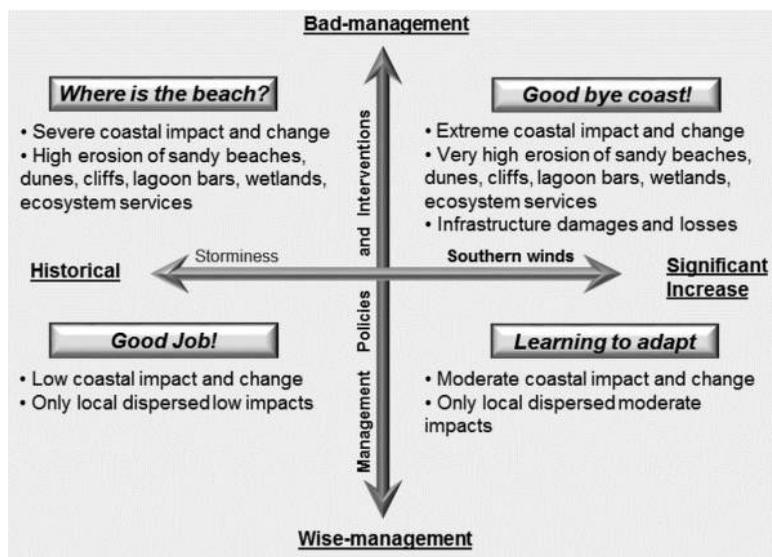 Bad-management
Where is the beach?
• Severe coastal impact and change
• High erosion of sandy beaches,
dunes, cliffs, lagoon bars, wetlands,
ecosystem services
Good bye coast!
• Extreme coastal impact and change
• Very high erosion of sandy beaches,
dunes, cliffs, lagoon bars, wetlands,
ecosystem services
• Infrastructure damages and losses
Historical
Storminess
Southern winds
Significant
Increase
Management Policies and Interventions
Good Job!
• Low coastal impact and change
• Only local dispersed low impacts
Learning to adapt
• Moderate coastal impact and change
• Only local dispersed moderate
impacts
Wise-management